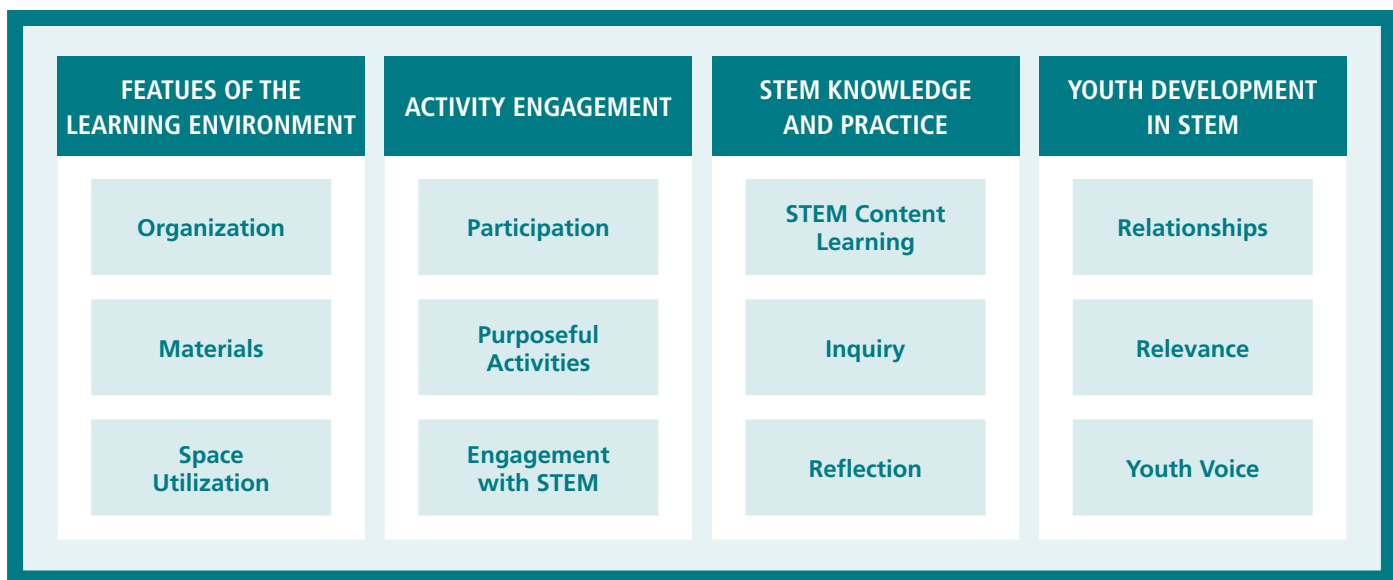 FEATUES OF THE
LEARNING ENVIRONMENT
Organization
Materials
Space
Utilization
ACTIVITY ENGAGEMENT
Participation
Purposeful
Activities
Engagement
with STEM
STEM KNOWLEDGE
AND PRACTICE
STEM Content
Learning
Inquiry
Reflection
YOUTH DEVELOPMENT
IN STEM
Relationships
Relevance
Youth Voice